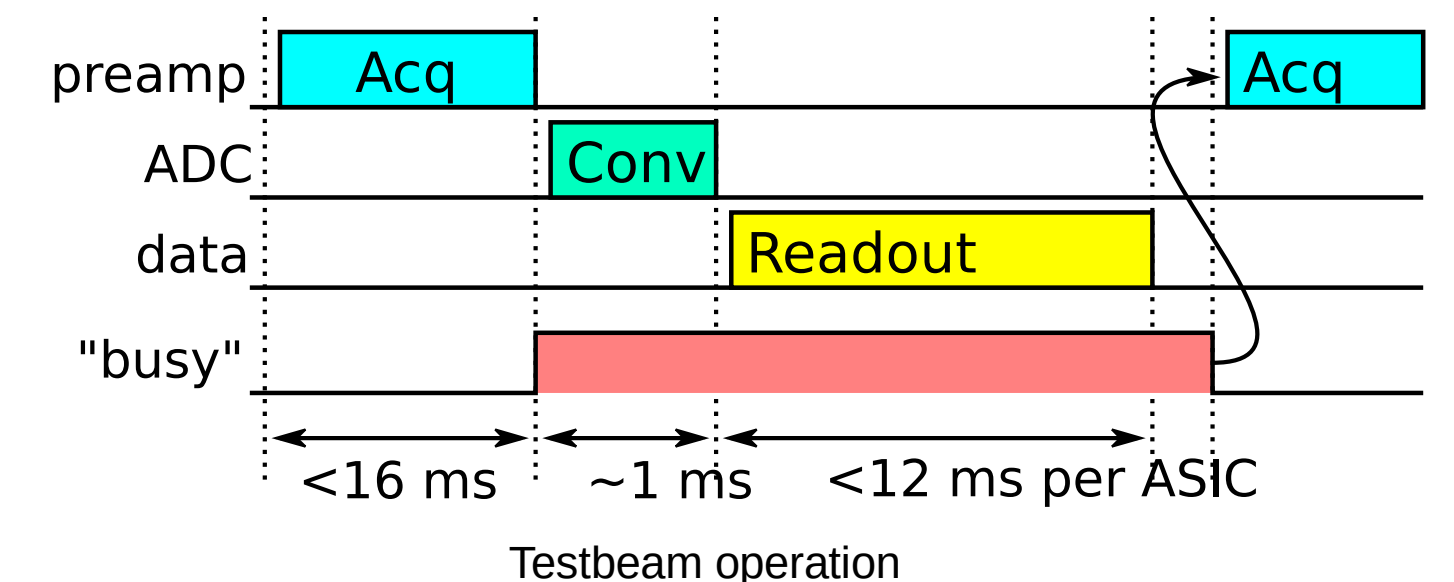 preamp Acq Acq
ADC Conv
data Readout
"busy"
<16 ms ~1 ms <12 ms per ASIC
Testbeam operation